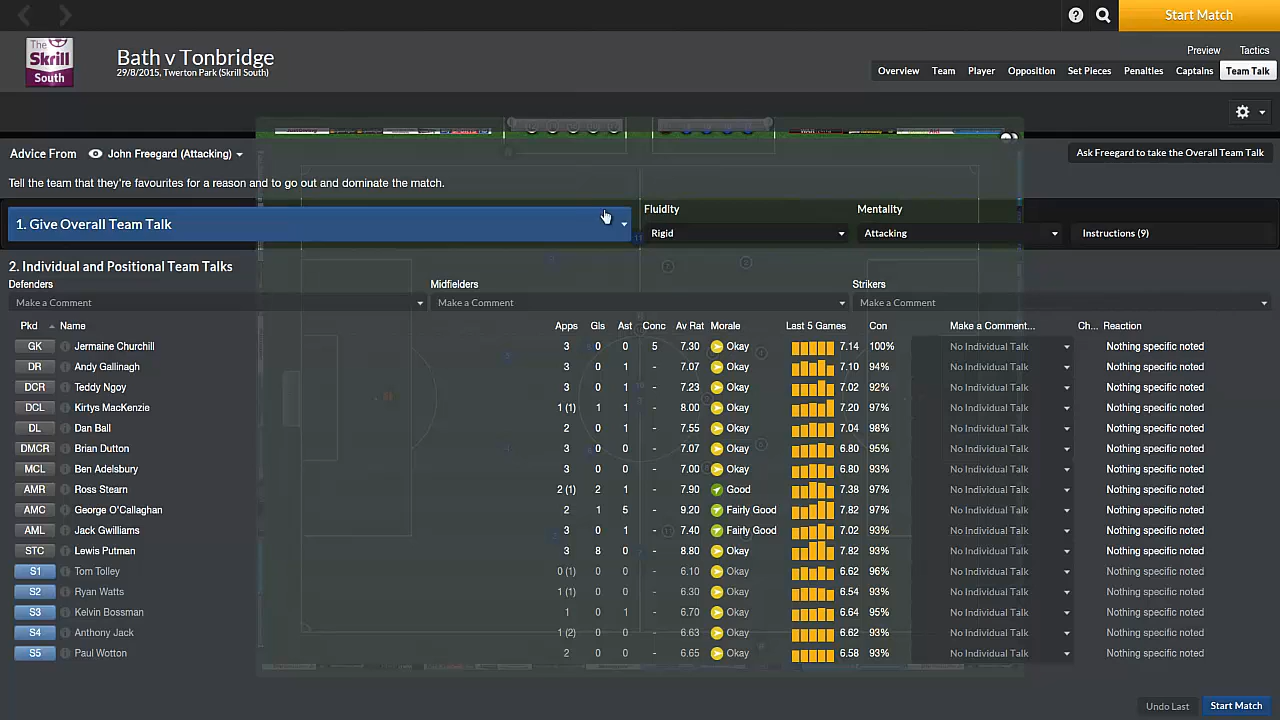 Start Match
The
Skrill
South
Bath v Tonbridge
29/8/2015, Twerton Park (Skrill South)
Preview Tactics
Overview Team Player Opposition Set Pieces Penalties Captains Team Talk
Advice From John Freegard (Attacking)
Ask Freegard to take the Overall Team Talk
Tell the team that they're favourites for a reason and to go out and dominate the match.
1. Give Overall Team Talk
Fluidity Mentality
Rigid Attacking Instructions (9)
2. Individual and Positional Team Talks
Defenders Midfielders Strikers
Make a Comment Make a Comment Make a Comment
Pkd Name Apps Gls Ast Conc Av Rat Morale Last 5 Games Con Make a Comment... Ch... Reaction
GK Jermaine Churchill 3 0 0 5 7.30 Okay 7.14 100% No Individual Talk Nothing specific noted
DR Andy Gallinagh 3 0 1 - 7.07 Okay 7.10 94% No Individual Talk Nothing specific noted
DCR Teddy Ngoy 3 0 1 - 7.23 Okay 7.02 92% No Individual Talk Nothing specific noted
DCL Kirtys MacKenzie 1 (1) 1 1 - 8.00 Okay 7.20 97% No Individual Talk Nothing specific noted
DL Dan Ball 2 0 1 - 7.55 Okay 7.04 98% No Individual Talk Nothing specific noted
DMCR Brian Dutton 3 0 0 - 7.07 Okay 6.80 95% No Individual Talk Nothing specific noted
MCL Ben Adelsbury 3 0 0 - 7.00 Okay 6.80 93% No Individual Talk Nothing specific noted
AMR Ross Stearn 2 (1) 2 1 - 7.90 Good 7.38 97% No Individual Talk Nothing specific noted
AMC George O'Callaghan 2 1 5 - 9.20 Fairly Good 7.82 97% No Individual Talk Nothing specific noted
AML Jack Gwilliams 3 0 1 - 7.40 Fairly Good 7.02 93% No Individual Talk Nothing specific noted
STC Lewis Putman 3 8 0 - 8.80 Okay 7.82 93% No Individual Talk Nothing specific noted
S1 Tom Tolley 0 (1) 0 0 - 6.10 Okay 6.62 96% No Individual Talk Nothing specific noted
S2 Ryan Watts 1 (1) 0 0 - 6.30 Okay 6.54 93% No Individual Talk Nothing specific noted
S3 Kelvin Bossman 1 0 1 - 6.70 Okay 6.64 95% No Individual Talk Nothing specific noted
S4 Anthony Jack 1 (2) 0 0 - 6.63 Okay 6.62 93% No Individual Talk Nothing specific noted
S5 Paul Wotton 2 0 0 - 6.65 Okay 6.58 93% No Individual Talk Nothing specific noted
Undo Last Start Match